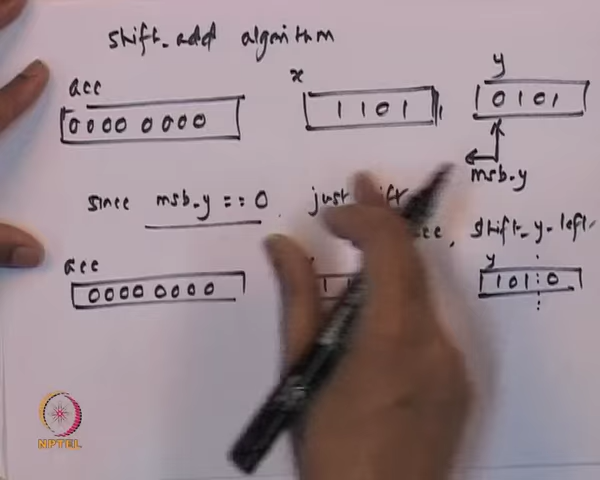 shift-add algorithm
acc x y
0000 0000 1101 0101
msb-y
since msb-y == 0. just shift
shift-y-left
acc y
0000 0000 101 0
NPTEL